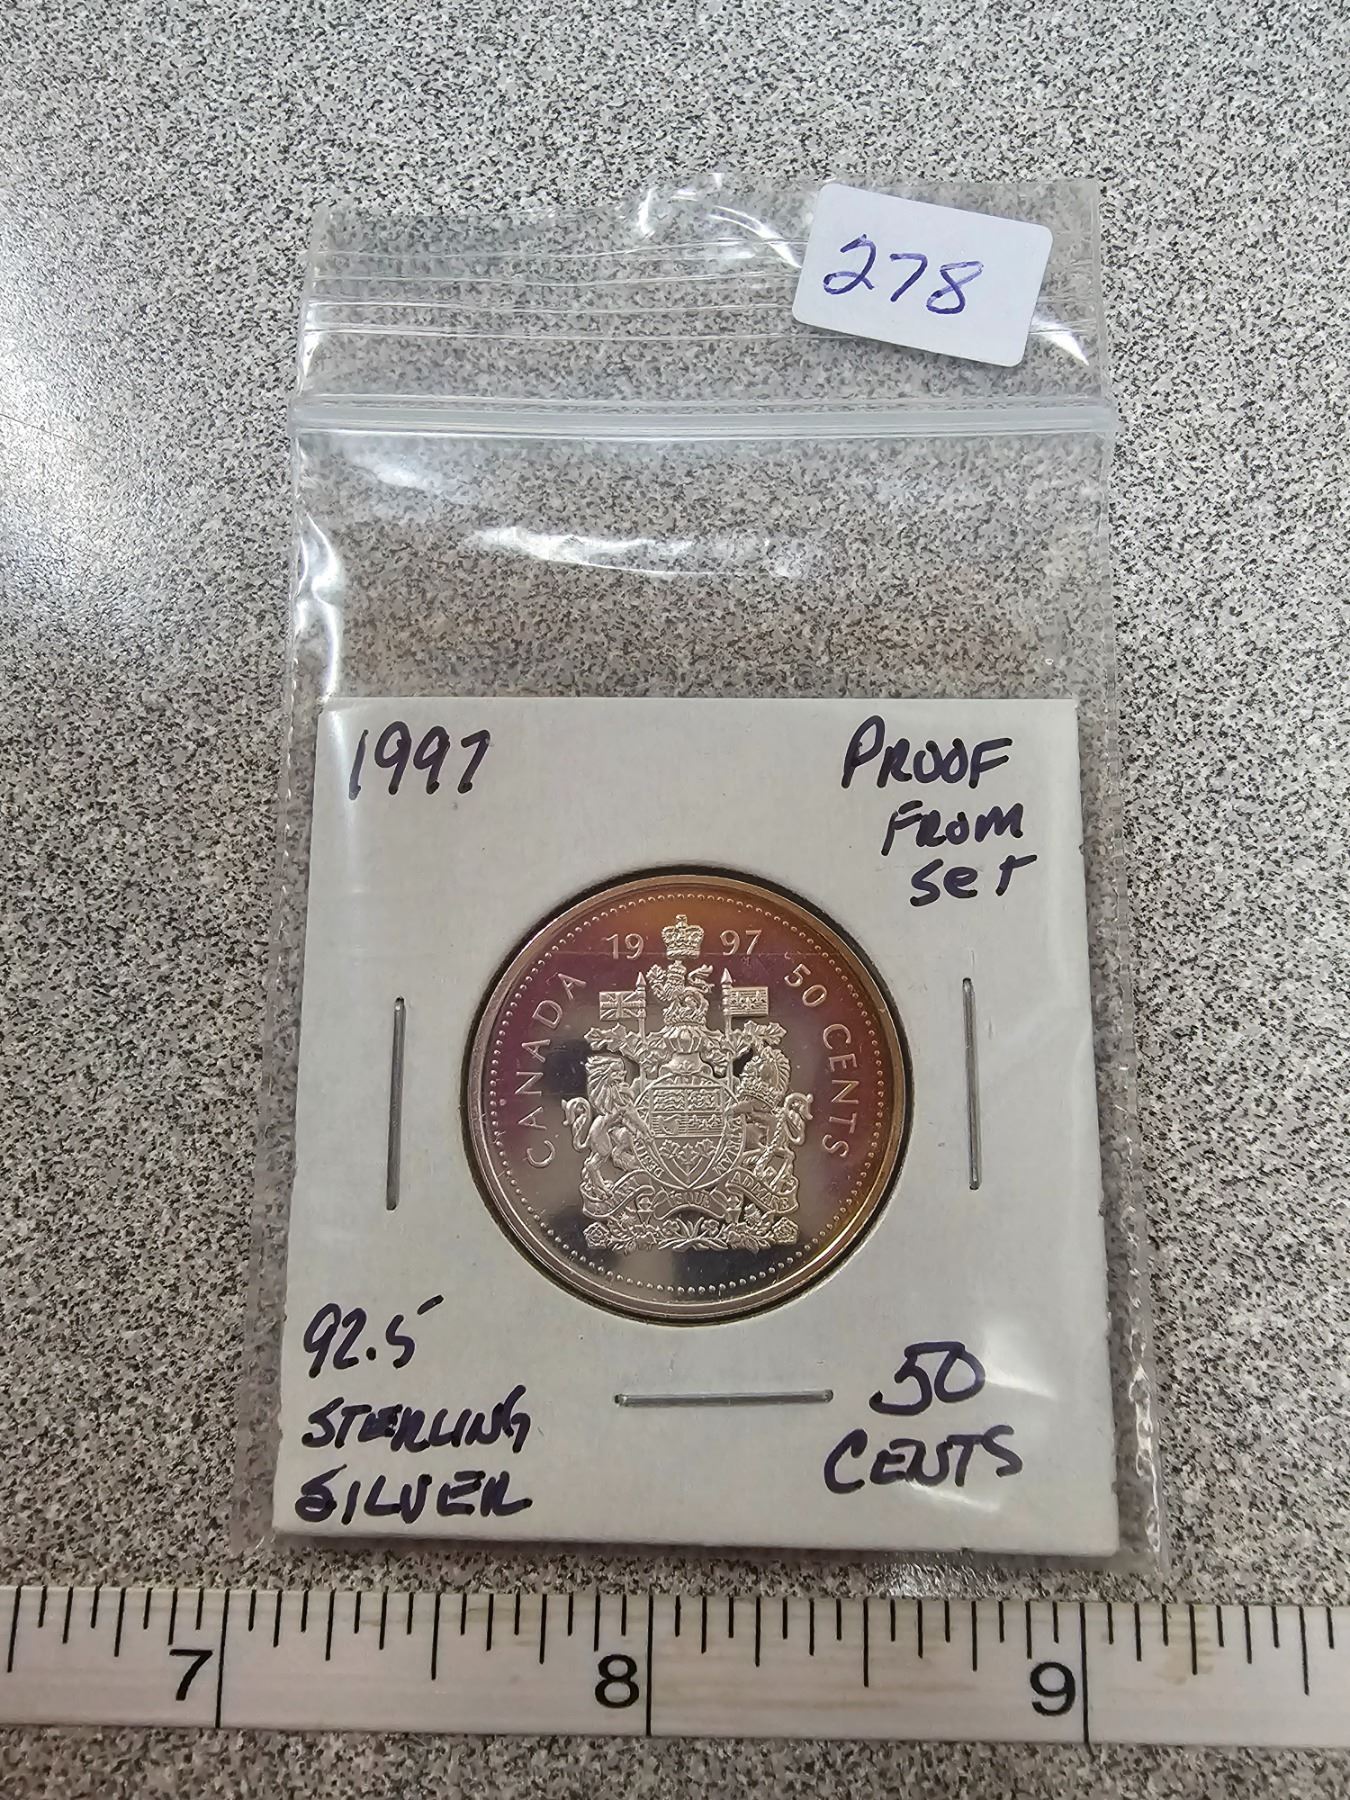 278
1997
PROOF
FROM
SET
19 97
CANADA
50 CENTS
DESIDERANTES
92.5
STERLING
SILVER
50
CENTS
7 8 9